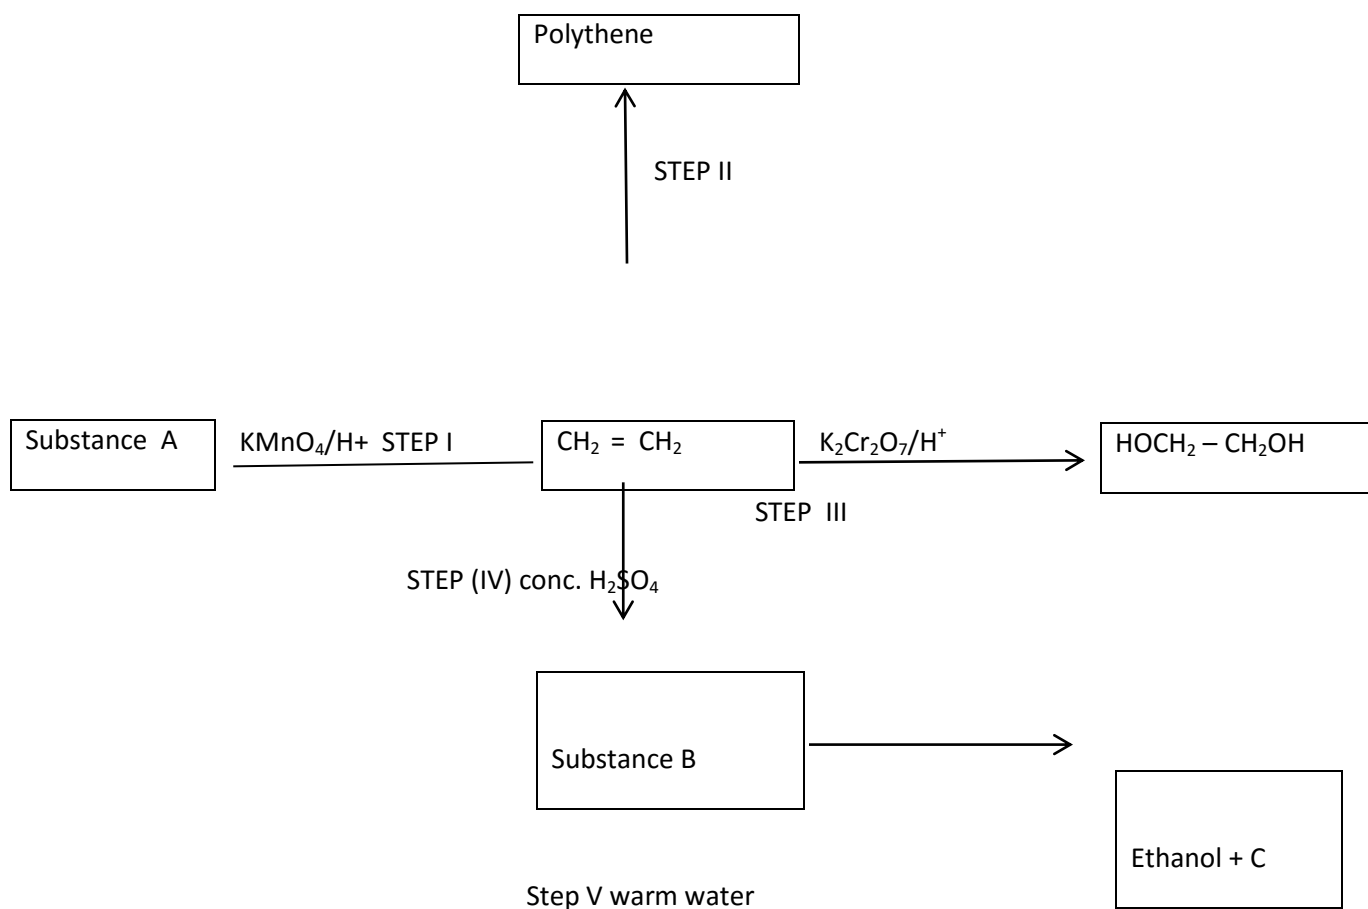 Polythene
STEP II
Substance A
KMnO₄/H+ STEP I
CH₂ = CH₂
K₂Cr₂O₇/H⁺
HOCH₂ – CH₂OH
STEP III
STEP (IV) conc. H₂SO₄
Substance B
Ethanol + C
Step V warm water